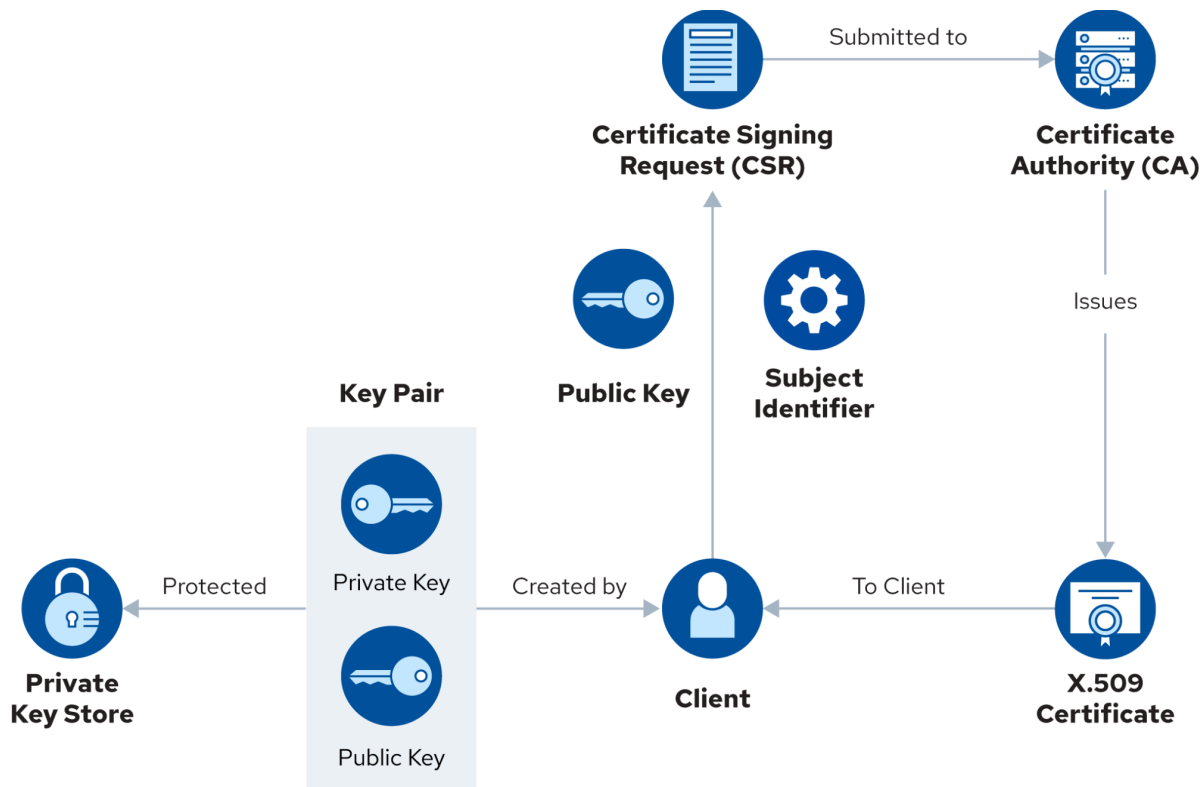 Submitted to
Certificate Signing
Request (CSR)
Certificate
Authority (CA)
Issues
Key Pair
Public Key
Subject
Identifier
Protected
Private Key
Created by
To Client
Private
Key Store
Public Key
Client
X.509
Certificate